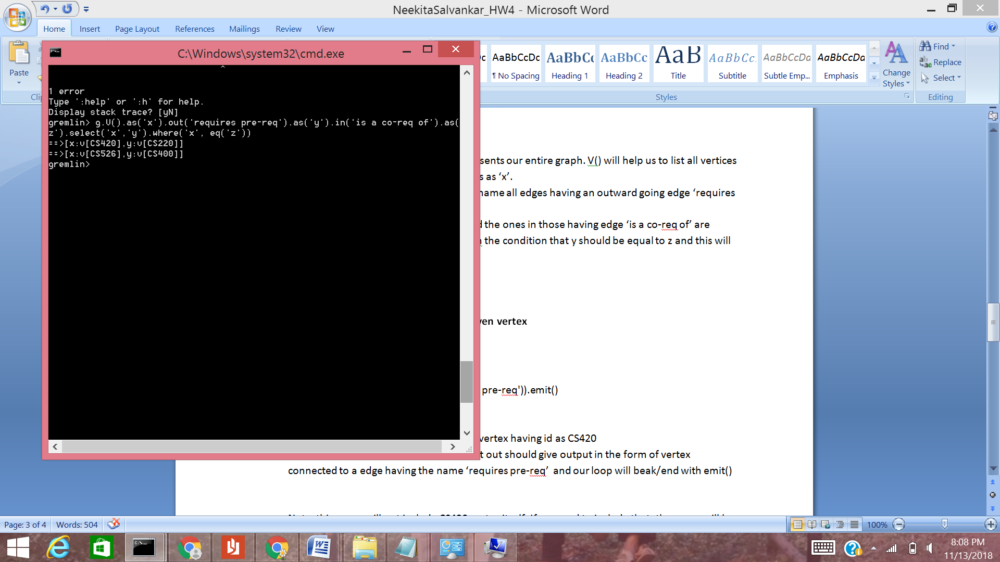 NeekitaSalvankar_HW4 - Microsoft Word
Home Insert Page Layout References Mailings Review View
Paste
AaBbCcDc AaBbCc AaBbCc AaB AaBbCc. AaBbCcDa AaBbCcDa
¶ No Spacing Heading 1 Heading 2 Title Subtitle Subtle Emp... Emphasis
Change Styles
Find
Replace
Select
Styles
Editing
C:\Windows\system32\cmd.exe
^
1 error
Type ':help' or ':h' for help.
Display stack trace? [yN]
gremlin> g.V().as('x').out('requires pre-req').as('y').in('is a co-req of').as(
z').select('x','y').where('x', eq('z'))
==>[x:v[CS420],y:v[CS220]]
==>[x:v[CS526],y:v[CS400]]
gremlin>
sents our entire graph. V() will help us to list all vertices
s as ‘x’.
name all edges having an outward going edge ‘requires
d the ones in those having edge ‘is a co-req of’ are
the condition that y should be equal to z and this will
ven vertex
pre-req')).emit()
vertex having id as CS420
t out should give output in the form of vertex
connected to a edge having the name ‘requires pre-req’ and our loop will beak/end with emit()
Page: 3 of 4 Words: 504
100%
8:08 PM
11/13/2018